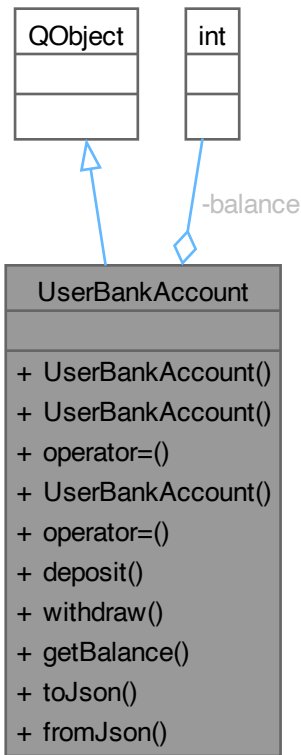 QObject
int
-balance
UserBankAccount
+ UserBankAccount()
+ UserBankAccount()
+ operator=()
+ UserBankAccount()
+ operator=()
+ deposit()
+ withdraw()
+ getBalance()
+ toJson()
+ fromJson()